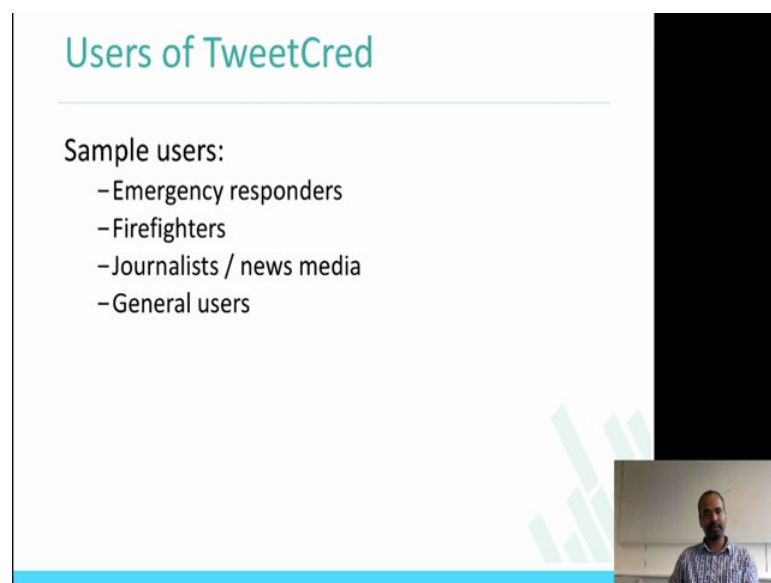 Users of TweetCred
Sample users:
–Emergency responders
–Firefighters
–Journalists / news media
–General users